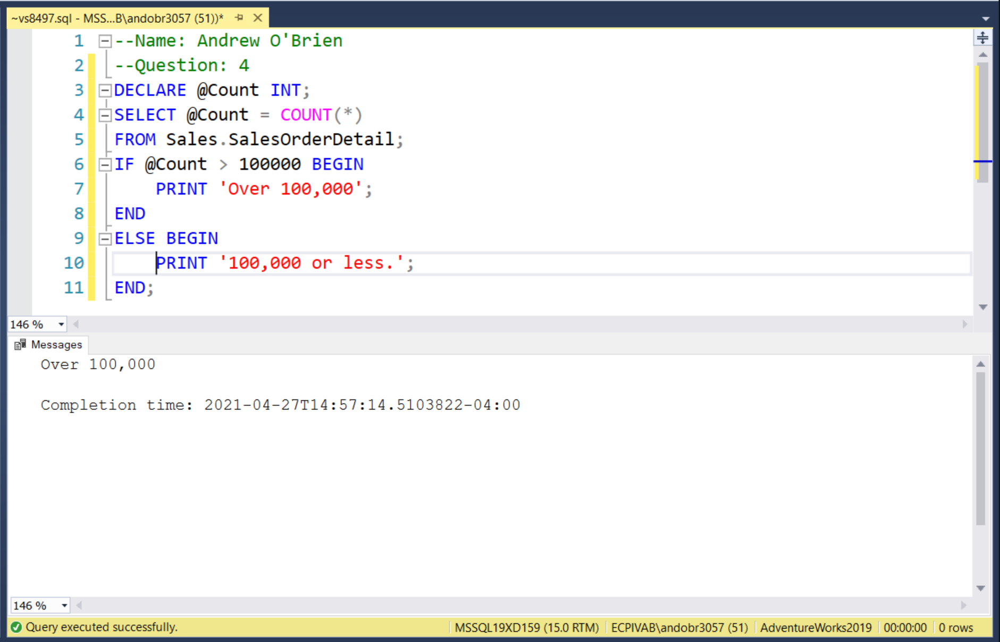 ~vs8497.sql - MSS...B\andobr3057 (51))*
1 --Name: Andrew O'Brien
2 --Question: 4
3 DECLARE @Count INT;
4 SELECT @Count = COUNT(*)
5 FROM Sales.SalesOrderDetail;
6 IF @Count > 100000 BEGIN
7 PRINT 'Over 100,000';
8 END
9 ELSE BEGIN
10 PRINT '100,000 or less.';
11 END;
146 %
Messages
Over 100,000
Completion time: 2021-04-27T14:57:14.5103822-04:00
146 %
Query executed successfully. MSSQL19XD159 (15.0 RTM) ECPIVAB\andobr3057 (51) AdventureWorks2019 00:00:00 0 rows